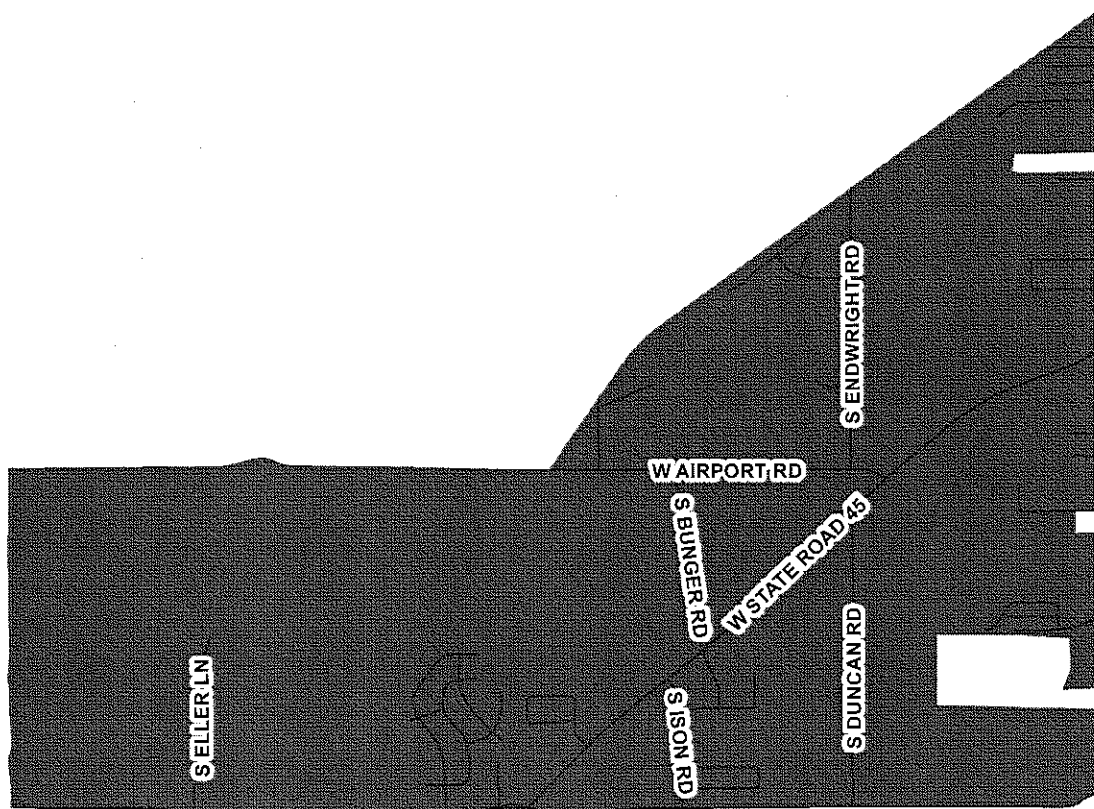 S ENDWRIGHT RD
W AIRPORT RD
S BUNGER RD
W STATE ROAD 45
S DUNCAN RD
S ELLER LN
S ISON RD